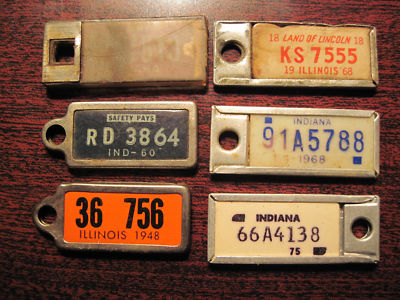 18 LAND OF LINCOLN 18
KS 7555
19 ILLINOIS '68
SAFETY PAYS
RD 3864
IND-60
INDIANA
91A5788
1968
36 756
ILLINOIS 1948
INDIANA
66A4138
75